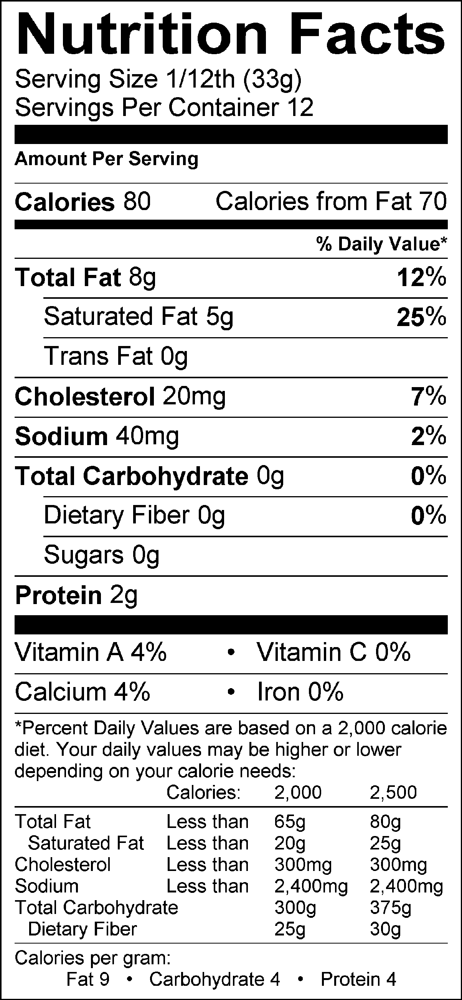 Nutrition Facts
Serving Size 1/12th (33g)
Servings Per Container 12
Amount Per Serving
Calories 80 Calories from Fat 70
% Daily Value*
Total Fat 8g 12%
Saturated Fat 5g 25%
Trans Fat 0g
Cholesterol 20mg 7%
Sodium 40mg 2%
Total Carbohydrate 0g 0%
Dietary Fiber 0g 0%
Sugars 0g
Protein 2g
Vitamin A 4% • Vitamin C 0%
Calcium 4% • Iron 0%
*Percent Daily Values are based on a 2,000 calorie
diet. Your daily values may be higher or lower
depending on your calorie needs:
Calories: 2,000 2,500
Total Fat Less than 65g 80g
Saturated Fat Less than 20g 25g
Cholesterol Less than 300mg 300mg
Sodium Less than 2,400mg 2,400mg
Total Carbohydrate 300g 375g
Dietary Fiber 25g 30g
Calories per gram:
Fat 9 • Carbohydrate 4 • Protein 4